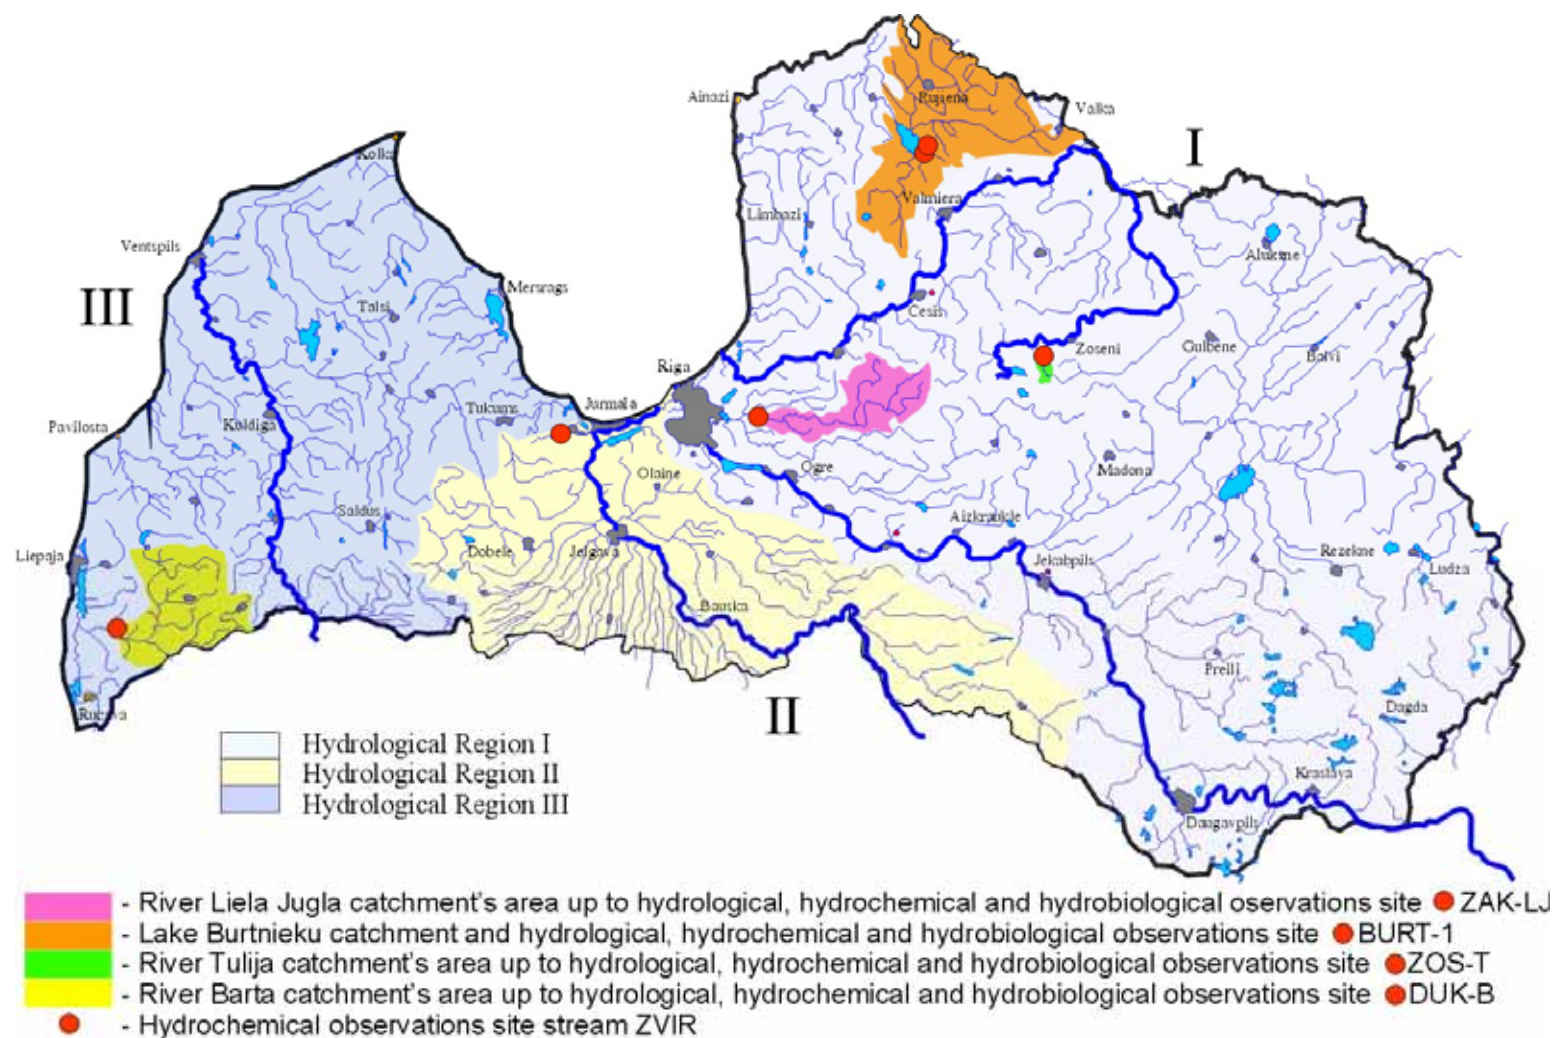 Ainazi
Rujiena
Valka
I
Kolka
Valmiera
Limbazi
Ventspils
Aluksne
III
Mersrags
Talsi
Cesis
Zoseni
Gulbene
Balvi
Riga
Jurmala
Tukums
Pavilosta
Kuldiga
Olaine
Ogre
Madona
Saldus
Aizkraukle
Liepaja
Dobele
Jelgava
Rezekne
Ludza
Jekabpils
Bauska
Preili
Rucava
II
Dagda
Kraslava
Daugavpils
Hydrological Region I
Hydrological Region II
Hydrological Region III
- River Liela Jugla catchment's area up to hydrological, hydrochemical and hydrobiological oservations site ZAK-LJ
- Lake Burtnieku catchment and hydrological, hydrochemical and hydrobiological observations site BURT-1
- River Tulija catchment's area up to hydrological, hydrochemical and hydrobiological observations site ZOS-T
- River Barta catchment's area up to hydrological, hydrochemical and hydrobiological observations site DUK-B
- Hydrochemical observations site stream ZVIR